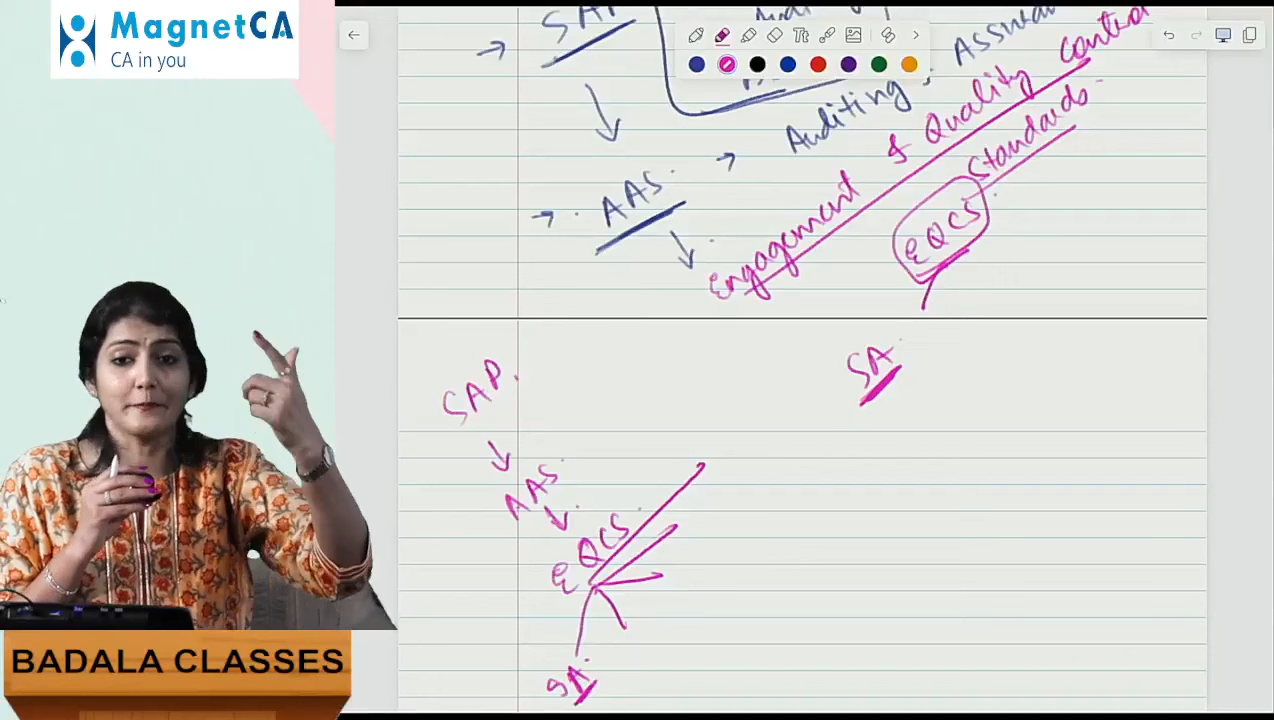 MagnetCA
CA in you
SAP
Auditing
AAS
Engagement & Quality Control
Standards
EQCS
SA
SAP
AAS
EQCS
SA
BADALA CLASSES